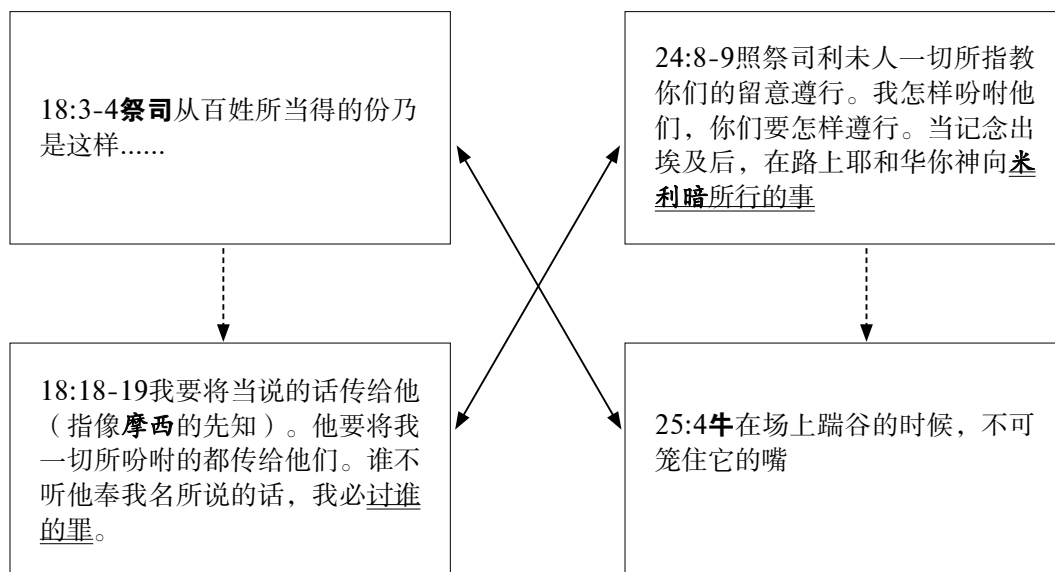 18:3-4祭司从百姓所当得的份乃
是这样......
24:8-9照祭司利未人一切所指教
你们的留意遵行。我怎样吩咐他
们，你们要怎样遵行。当记念出
埃及后，在路上耶和华你神向米
利暗所行的事
18:18-19我要将当说的话传给他
（指像摩西的先知）。他要将我
一切所吩咐的都传给他们。谁不
听他奉我名所说的话，我必讨谁
的罪。
25:4牛在场上踹谷的时候，不可
笼住它的嘴